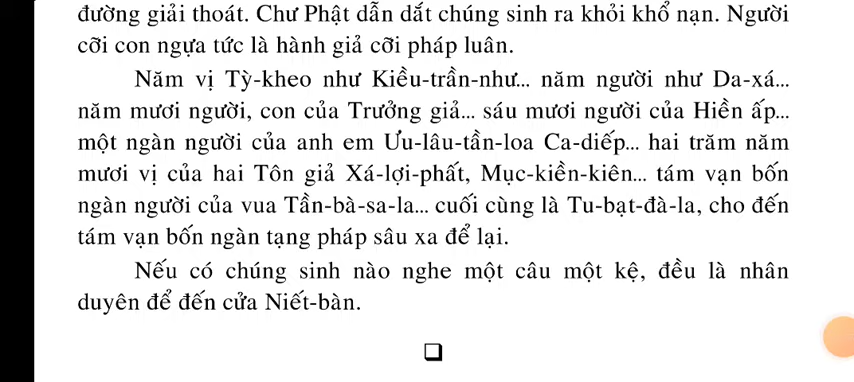 đường giải thoát. Chư Phật dẫn dắt chúng sinh ra khỏi khổ nạn. Người
cỡi con ngựa tức là hành giả cỡi pháp luân.
Năm vị Tỳ-kheo như Kiều-trần-như... năm người như Da-xá...
năm mươi người, con của Trưởng giả... sáu mươi người của Hiền ấp...
một ngàn người của anh em Ưu-lâu-tần-loa Ca-diếp... hai trăm năm
mươi vị của hai Tôn giả Xá-lợi-phất, Mục-kiền-kiên... tám vạn bốn
ngàn người của vua Tần-bà-sa-la... cuối cùng là Tu-bạt-đà-la, cho đến
tám vạn bốn ngàn tạng pháp sâu xa để lại.
Nếu có chúng sinh nào nghe một câu một kệ, đều là nhân
duyên để đến cửa Niết-bàn.